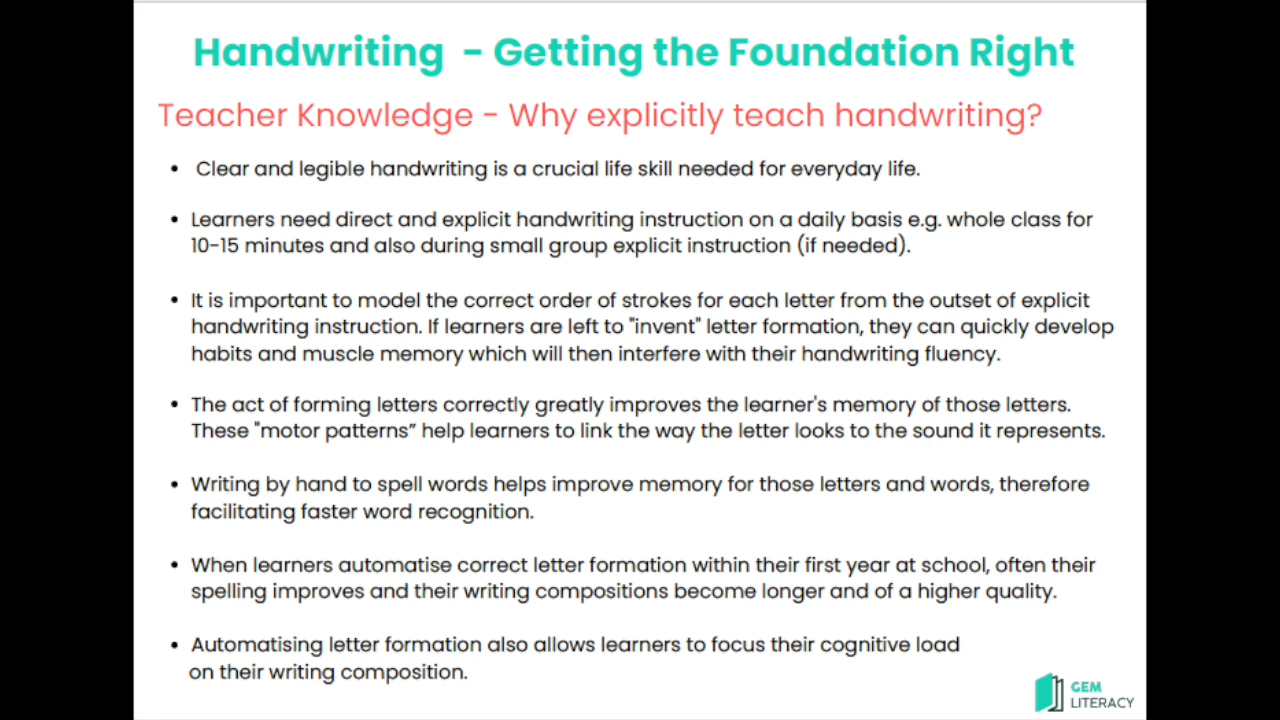 Handwriting - Getting the Foundation Right
Teacher Knowledge - Why explicitly teach handwriting?
• Clear and legible handwriting is a crucial life skill needed for everyday life.
• Learners need direct and explicit handwriting instruction on a daily basis e.g. whole class for
10-15 minutes and also during small group explicit instruction (if needed).
• It is important to model the correct order of strokes for each letter from the outset of explicit
handwriting instruction. If learners are left to "invent" letter formation, they can quickly develop
habits and muscle memory which will then interfere with their handwriting fluency.
• The act of forming letters correctly greatly improves the learner's memory of those letters.
These "motor patterns” help learners to link the way the letter looks to the sound it represents.
• Writing by hand to spell words helps improve memory for those letters and words, therefore
facilitating faster word recognition.
• When learners automatise correct letter formation within their first year at school, often their
spelling improves and their writing compositions become longer and of a higher quality.
• Automatising letter formation also allows learners to focus their cognitive load
on their writing composition.
GEM
LITERACY